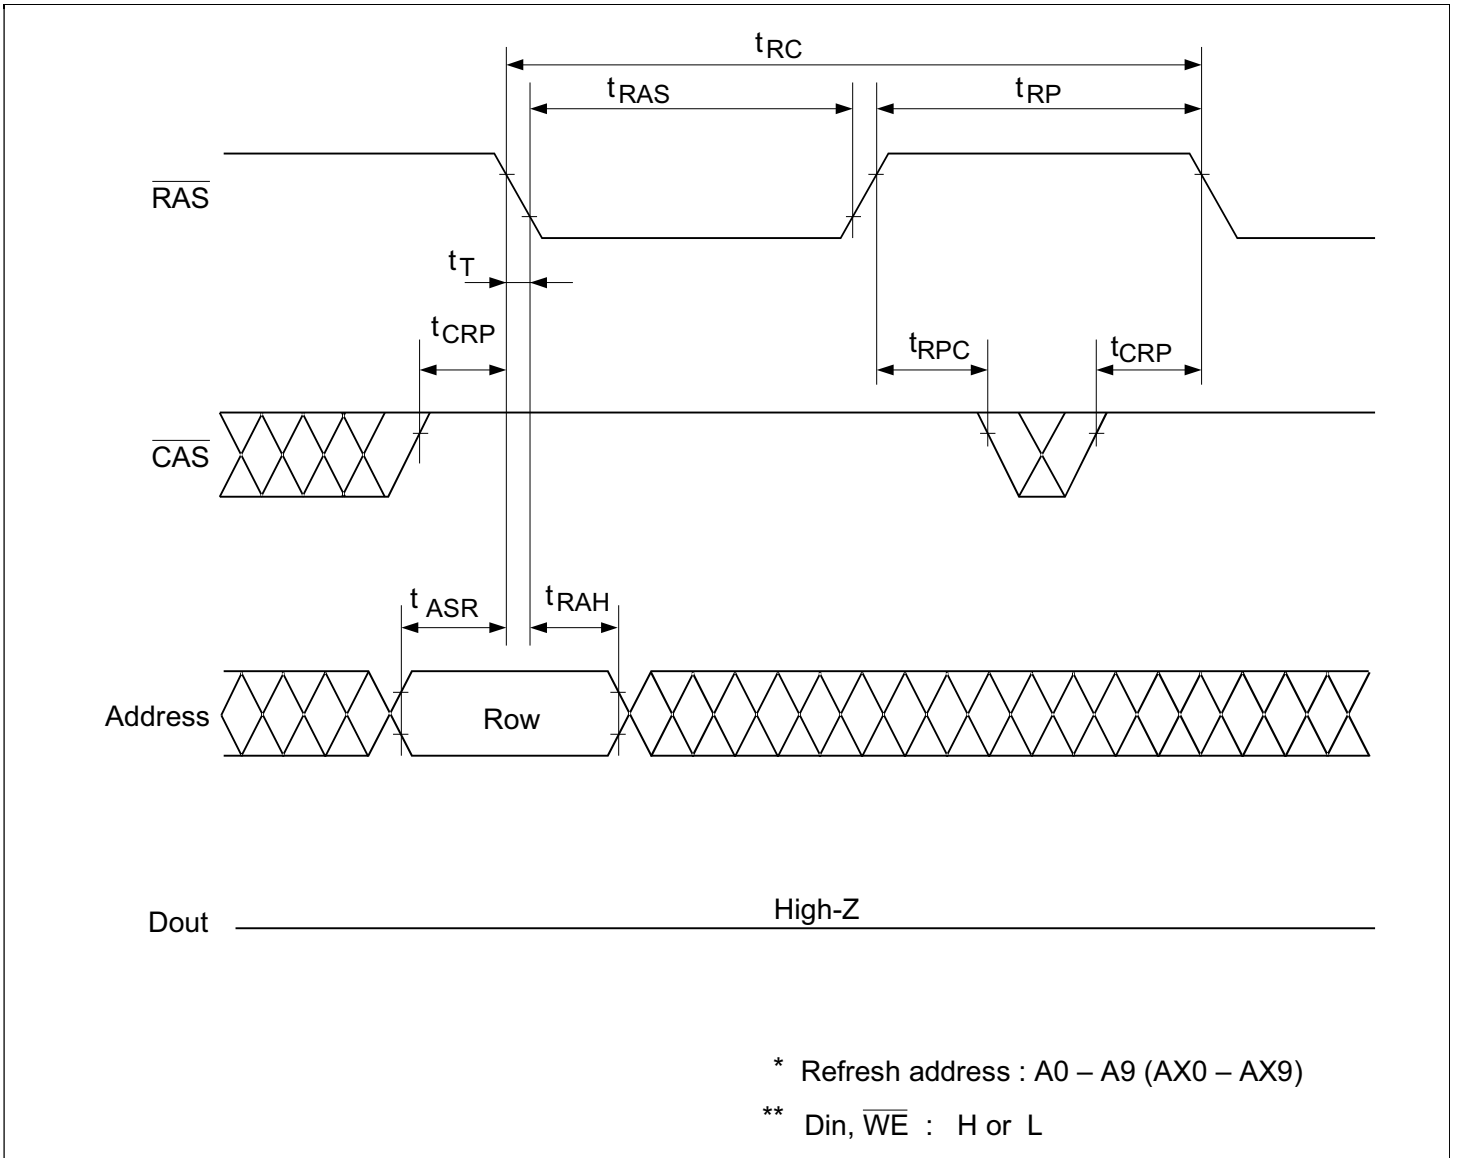 tRC
tRAS
tRP
RAS
tT
tCRP
tRPC
tCRP
CAS
t ASR
tRAH
Address
Row
Dout
High-Z
* Refresh address : A0 – A9 (AX0 – AX9)
** Din, WE : H or L